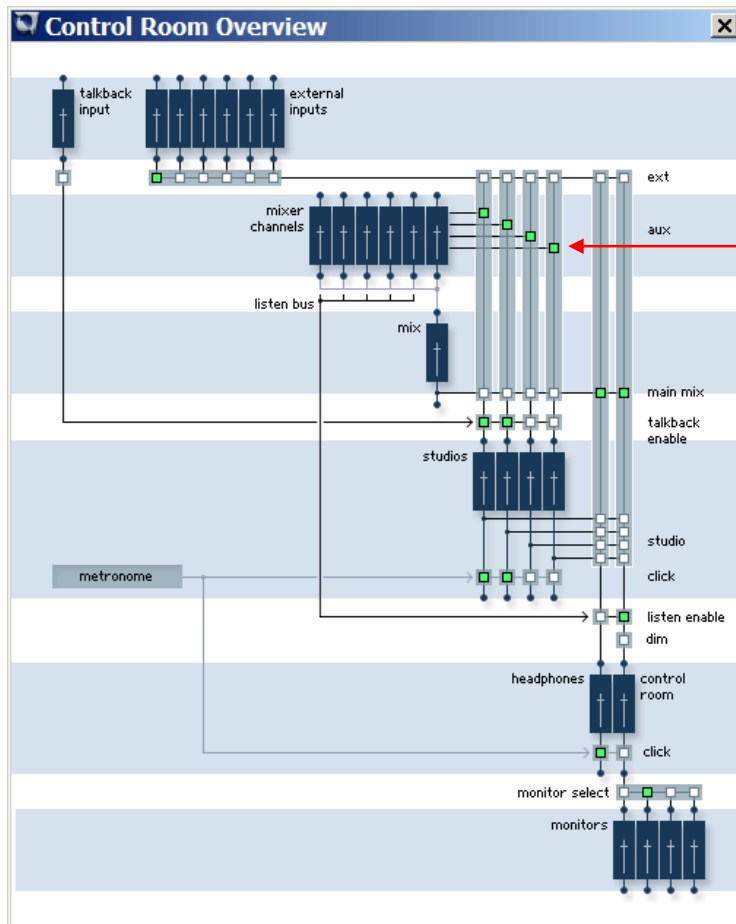 Control Room Overview
talkback
input
external
inputs
ext
mixer
channels
aux
listen bus
mix
main mix
talkback
enable
studios
studio
metronome
click
listen enable
dim
headphones
control
room
click
monitor select
monitors